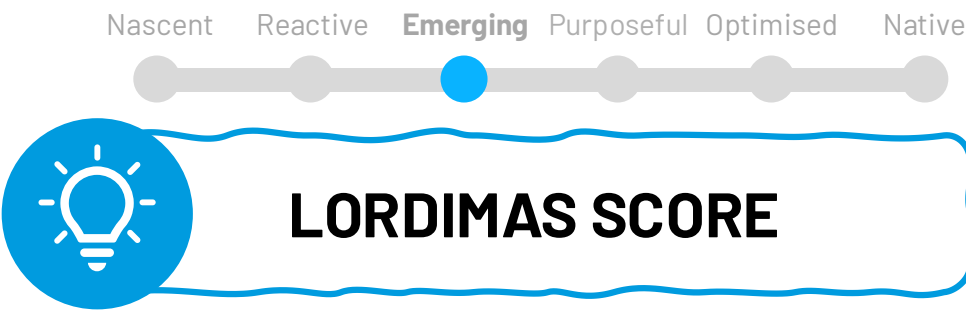 Nascent Reactive Emerging Purposeful Optimised Native
LORDIMAS SCORE